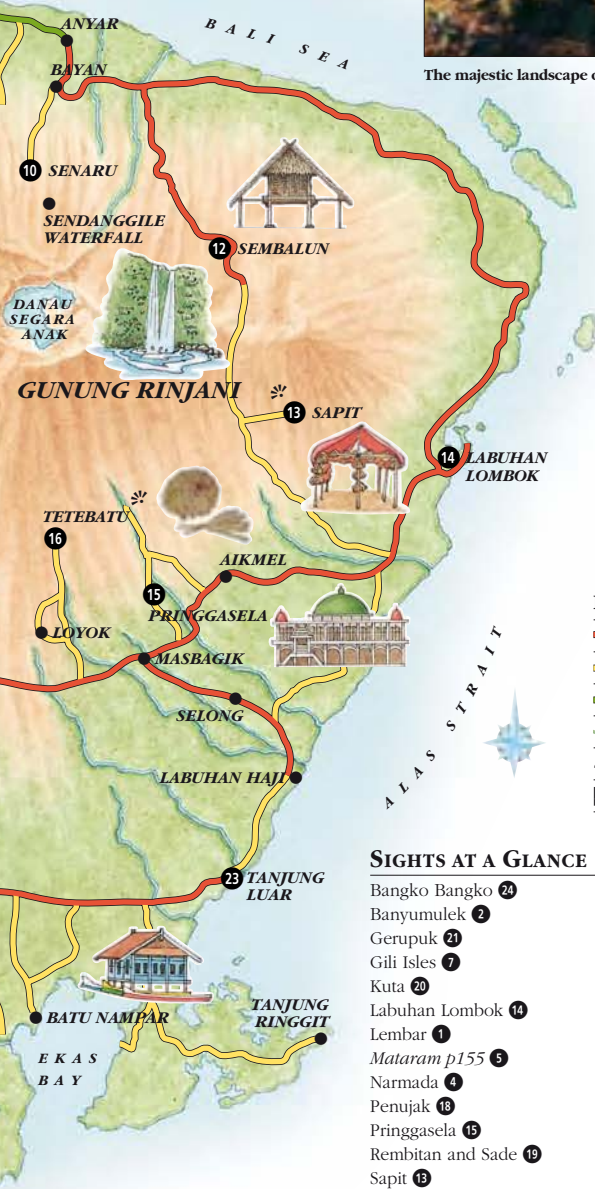 ANYAR
BALI SEA
BAYAN
The majestic landscape
10 SENARU
SENDANGGILE
WATERFALL
12 SEMBALUN
DANAU
SEGARA
ANAK
GUNUNG RINJANI
13 SAPIT
14 LABUHAN
LOMBOK
TETEBATU
16
AIKMEL
15
PRINGGASELA
LOYOK
MASBAGIK
SELONG
ALAS STRAIT
LABUHAN HAJI
23 TANJUNG
LUAR
BATU NAMPAR
TANJUNG
RINGGIT
EKAS
BAY
SIGHTS AT A GLANCE
Bangko Bangko 24
Banyumulek 2
Gerupuk 21
Gili Isles 7
Kuta 20
Labuhan Lombok 14
Lembar 1
Mataram p155 5
Narmada 4
Penujak 18
Pringgasela 15
Rembitan and Sade 19
Sapit 13